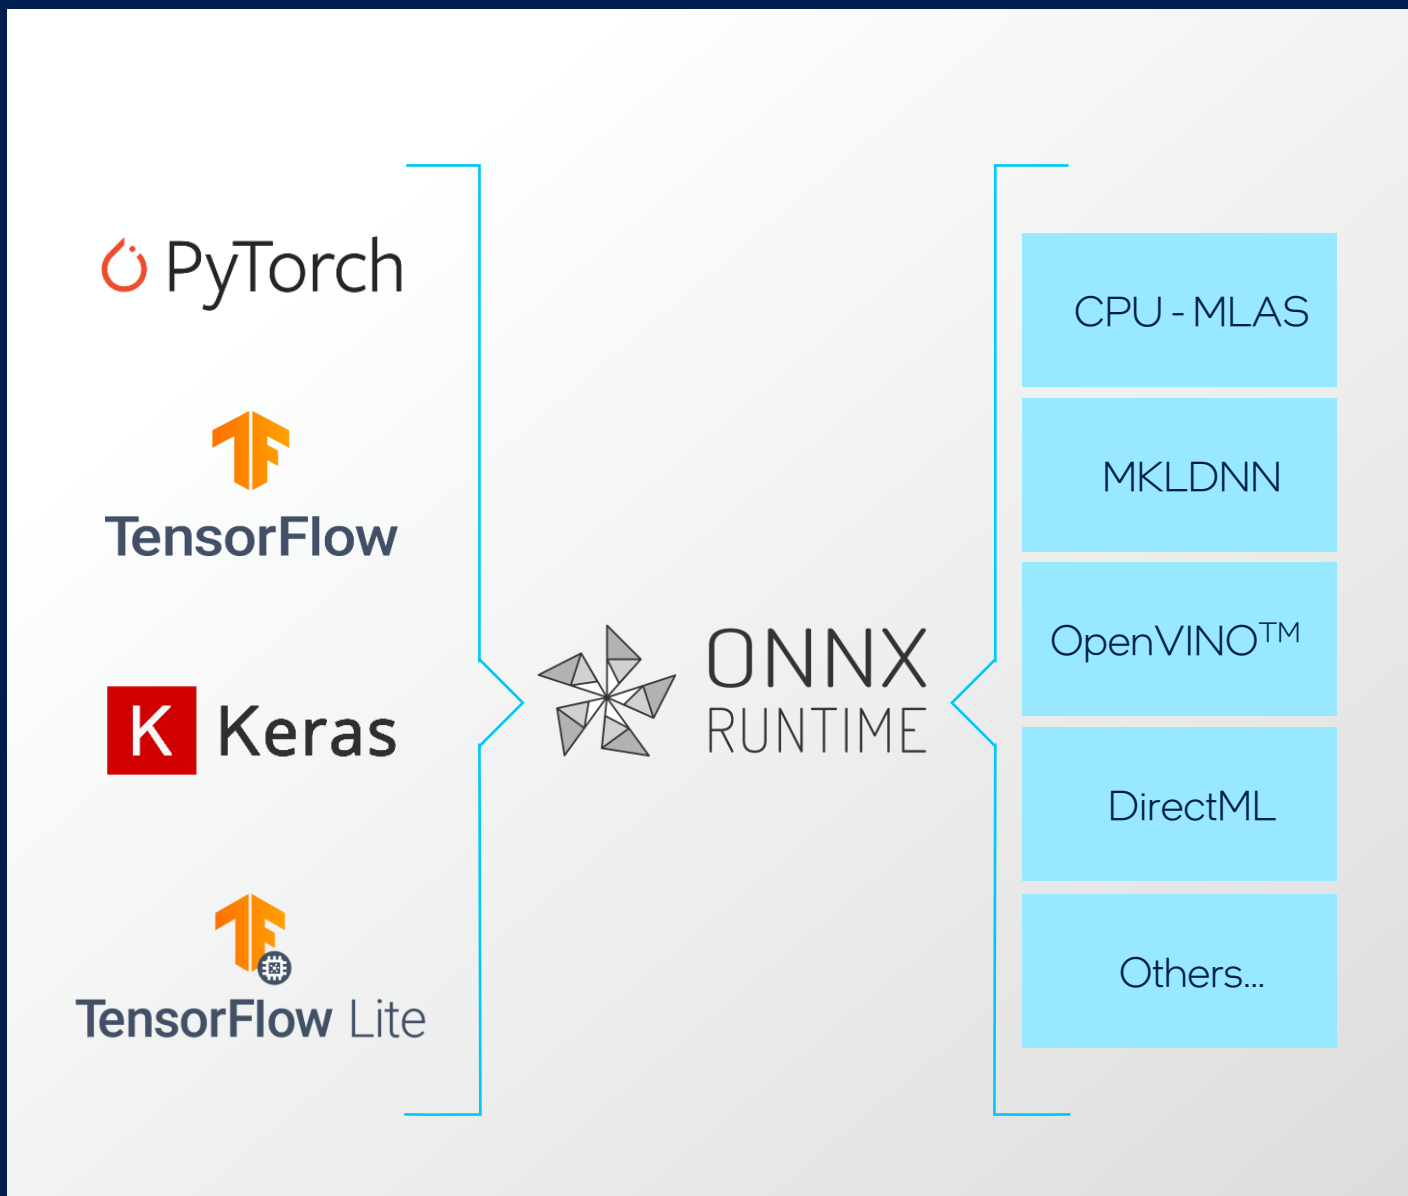 PyTorch
TensorFlow
K Keras
TensorFlow Lite
ONNX
RUNTIME
CPU - MLAS
MKLDNN
OpenVINO™
DirectML
Others...